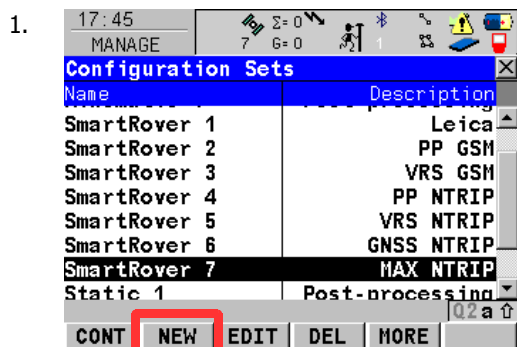 1.
17:45
MANAGE
Σ= 0
7 G= 0
1
Configuration Sets
Name Description
Post-processing
SmartRover 1 Leica
SmartRover 2 PP GSM
SmartRover 3 VRS GSM
SmartRover 4 PP NTRIP
SmartRover 5 VRS NTRIP
SmartRover 6 GNSS NTRIP
SmartRover 7 MAX NTRIP
Static 1 Post-processing
Q2 a ⇧
CONT NEW EDIT DEL MORE